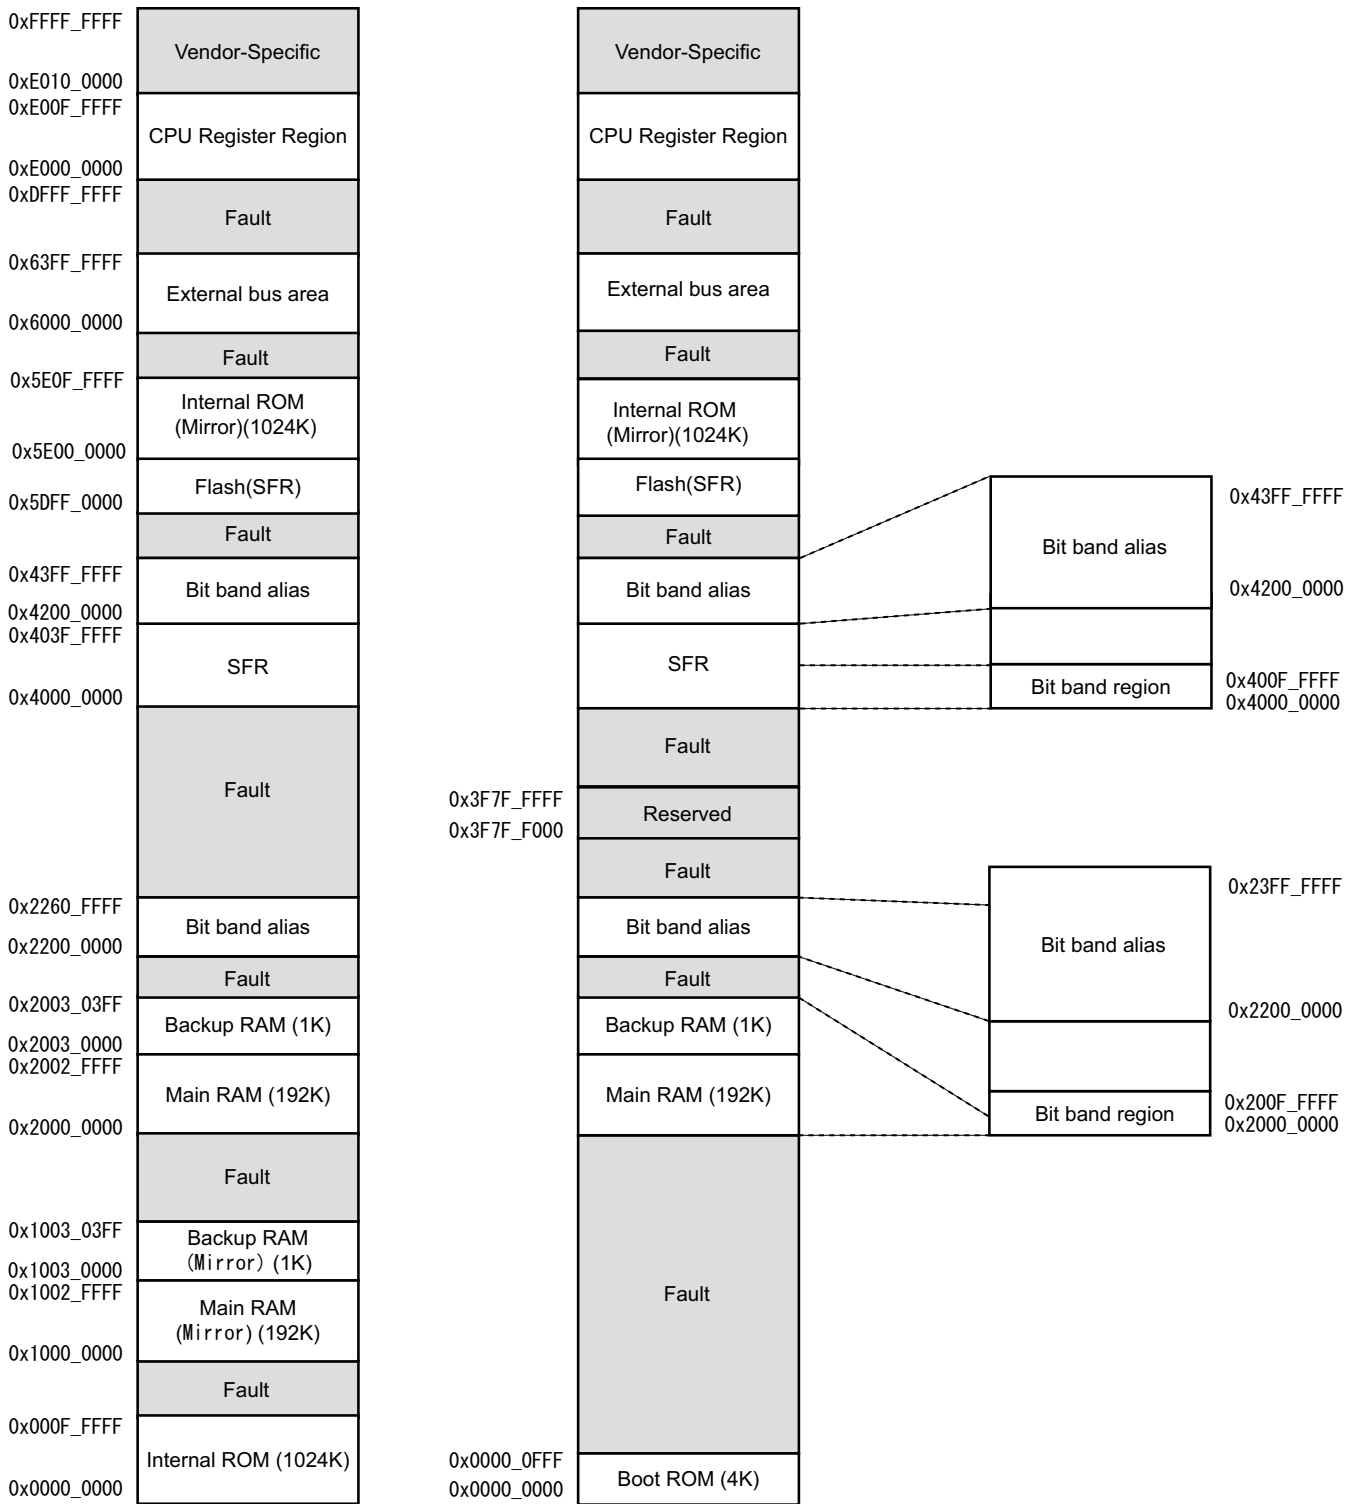 0xFFFF_FFFF
Vendor-Specific
0xE010_0000
0xE00F_FFFF
CPU Register Region
0xE000_0000
0xDFFF_FFFF
Fault
0x63FF_FFFF
External bus area
0x6000_0000
Fault
0x5E0F_FFFF
Internal ROM
(Mirror)(1024K)
0x5E00_0000
Flash(SFR)
0x5DFF_0000
Fault
0x43FF_FFFF
Bit band alias
0x4200_0000
0x403F_FFFF
SFR
0x4000_0000
Fault
0x2260_FFFF
Bit band alias
0x2200_0000
Fault
0x2003_03FF
Backup RAM (1K)
0x2003_0000
0x2002_FFFF
Main RAM (192K)
0x2000_0000
Fault
0x1003_03FF
Backup RAM
(Mirror) (1K)
0x1003_0000
0x1002_FFFF
Main RAM
(Mirror) (192K)
0x1000_0000
Fault
0x000F_FFFF
Internal ROM (1024K)
0x0000_0000
Vendor-Specific
CPU Register Region
Fault
External bus area
Fault
Internal ROM
(Mirror)(1024K)
Flash(SFR)
Fault
Bit band alias
SFR
Fault
0x3F7F_FFFF
Reserved
0x3F7F_F000
Fault
Bit band alias
Fault
Backup RAM (1K)
Main RAM (192K)
Fault
0x0000_0FFF
Boot ROM (4K)
0x0000_0000
0x43FF_FFFF
Bit band alias
0x4200_0000
Bit band region
0x400F_FFFF
0x4000_0000
0x23FF_FFFF
Bit band alias
0x2200_0000
Bit band region
0x200F_FFFF
0x2000_0000